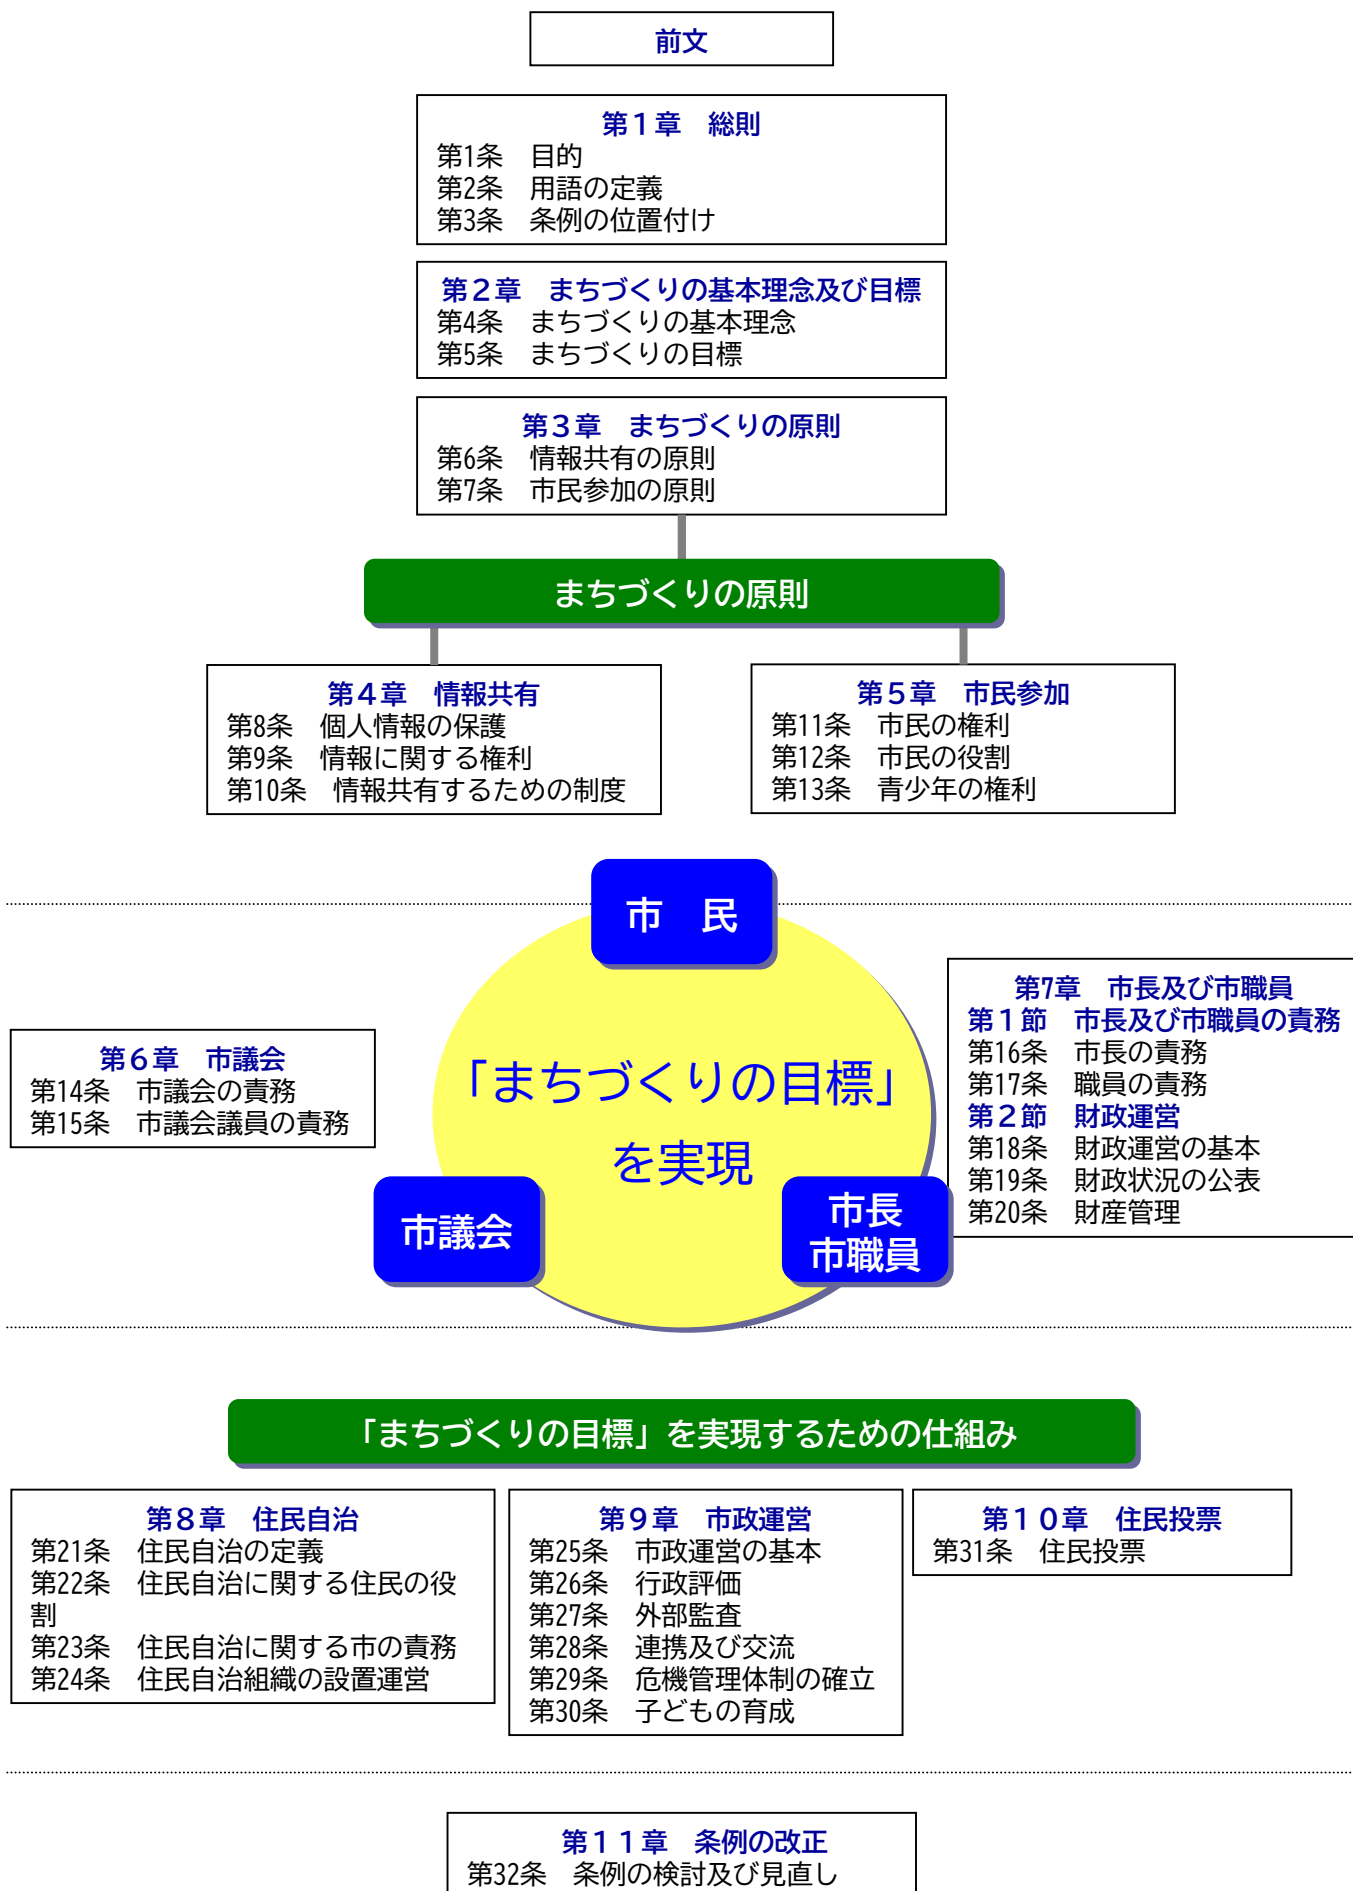 前文
第１章　総則
第1条　目的
第2条　用語の定義
第3条　条例の位置付け
第２章　まちづくりの基本理念及び目標
第4条　まちづくりの基本理念
第5条　まちづくりの目標
第３章　まちづくりの原則
第6条　情報共有の原則
第7条　市民参加の原則
まちづくりの原則
第４章　情報共有
第8条　個人情報の保護
第9条　情報に関する権利
第10条　情報共有するための制度
第５章　市民参加
第11条　市民の権利
第12条　市民の役割
第13条　青少年の権利
市　民
「まちづくりの目標」
を実現
第６章　市議会
第14条　市議会の責務
第15条　市議会議員の責務
市議会
第7章　市長及び市職員
第１節　市長及び市職員の責務
第16条　市長の責務
第17条　職員の責務
第２節　財政運営
第18条　財政運営の基本
第19条　財政状況の公表
第20条　財産管理
市長
市職員
「まちづくりの目標」を実現するための仕組み
第８章　住民自治
第21条　住民自治の定義
第22条　住民自治に関する住民の役
割
第23条　住民自治に関する市の責務
第24条　住民自治組織の設置運営
第９章　市政運営
第25条　市政運営の基本
第26条　行政評価
第27条　外部監査
第28条　連携及び交流
第29条　危機管理体制の確立
第30条　子どもの育成
第１０章　住民投票
第31条　住民投票
第１１章　条例の改正
第32条　条例の検討及び見直し